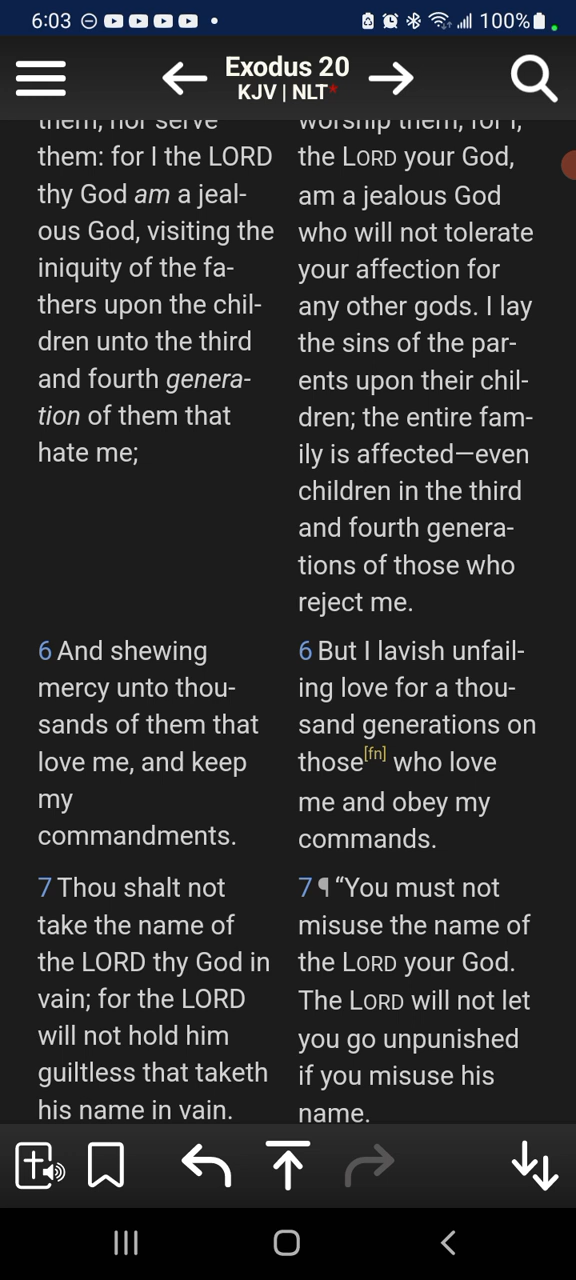 6:03
100%
Exodus 20
KJV | NLT*
them, nor serve
them: for I the LORD
thy God am a jeal-
ous God, visiting the
iniquity of the fa-
thers upon the chil-
dren unto the third
and fourth genera-
tion of them that
hate me;
6 And shewing
mercy unto thou-
sands of them that
love me, and keep
my
commandments.
7 Thou shalt not
take the name of
the LORD thy God in
vain; for the LORD
will not hold him
guiltless that taketh
his name in vain.
worship them, for I,
the LORD your God,
am a jealous God
who will not tolerate
your affection for
any other gods. I lay
the sins of the par-
ents upon their chil-
dren; the entire fam-
ily is affected—even
children in the third
and fourth genera-
tions of those who
reject me.
6 But I lavish unfail-
ing love for a thou-
sand generations on
those[fn] who love
me and obey my
commands.
7 ¶ “You must not
misuse the name of
the LORD your God.
The LORD will not let
you go unpunished
if you misuse his
name.